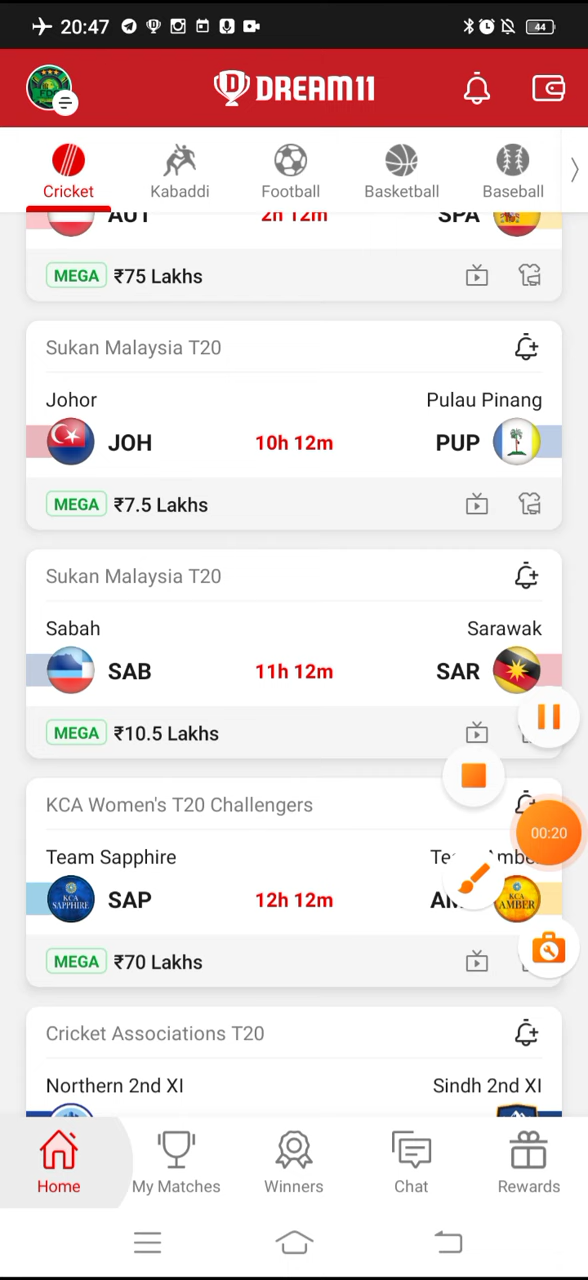 20:47
44
DREAM11
Cricket Kabaddi Football Basketball Baseball
AUT 2h 12m SPA
MEGA ₹75 Lakhs
Sukan Malaysia T20
Johor Pulau Pinang
JOH 10h 12m PUP
MEGA ₹7.5 Lakhs
Sukan Malaysia T20
Sabah Sarawak
SAB 11h 12m SAR
MEGA ₹10.5 Lakhs
KCA Women's T20 Challengers
00:20
Team Sapphire
KCA SAPPHIRE SAP 12h 12m KCA AMBER
MEGA ₹70 Lakhs
Cricket Associations T20
Northern 2nd XI Sindh 2nd XI
Home My Matches Winners Chat Rewards